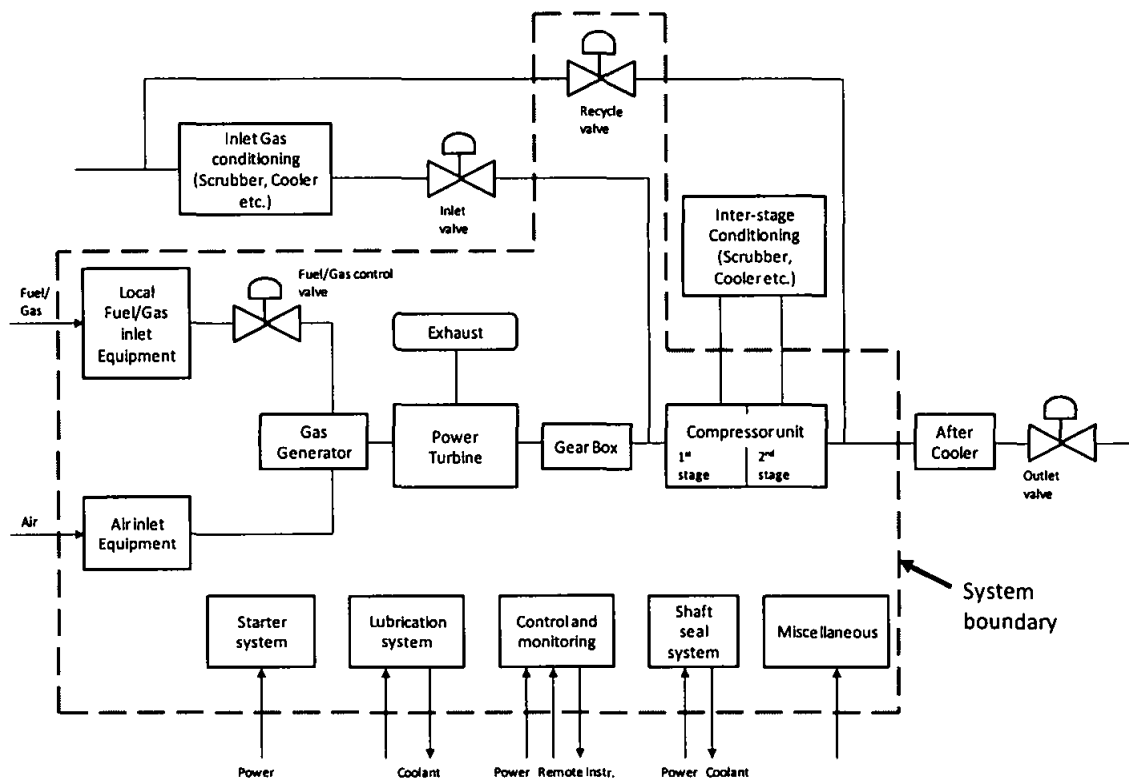 Recycle
valve
Inlet Gas
conditioning
(Scrubber, Cooler
etc.)
Inlet
valve
Inter-stage
Conditioning
(Scrubber,
Cooler etc.)
Fuel/
Gas
Local
Fuel/Gas
inlet
Equipment
Fuel/Gas control
valve
Exhaust
Gas
Generator
Power
Turbine
Gear Box
Compressor unit
1st
stage
2nd
stage
After
Cooler
Outlet
valve
Air
Air inlet
Equipment
System
boundary
Starter
system
Lubrication
system
Control and
monitoring
Shaft
seal
system
Miscellaneous
Power
Coolant
Power
Remote Instr.
Power
Coolant